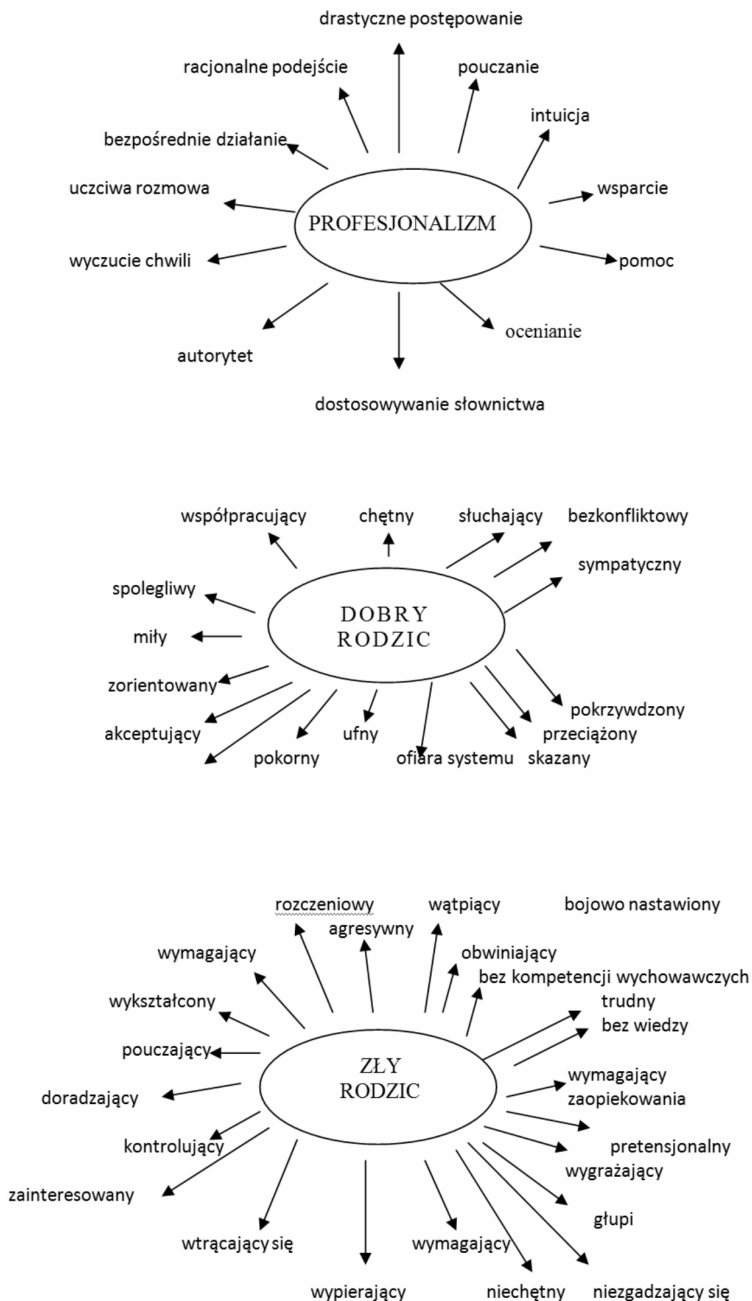 drastyczne postępowanie
racjonalne podejście
pouczanie
intuicja
bezpośrednie działanie
uczciwa rozmowa
wsparcie
PROFESJONALIZM
wyczucie chwili
pomoc
ocenianie
autorytet
dostosowywanie słownictwa
współpracujący
chętny
słuchający
bezkonfliktowy
sympatyczny
spolegliwy
DOBRY
RODZIC
miły
zorientowany
pokrzywdzony
akceptujący
ufny
przeciążony
pokorny
ofiara systemu
skazany
rozczeniowy
wątpiący
bojowo nastawiony
agresywny
wymagający
obwiniający
bez kompetencji wychowawczych
wykształcony
trudny
bez wiedzy
pouczający
ZŁY
RODZIC
wymagający
zaopiekowania
doradzający
kontrolujący
pretensjonalny
wygrażający
zainteresowany
głupi
wtrącający się
wymagający
wypierający
niechętny
niezgadzający się